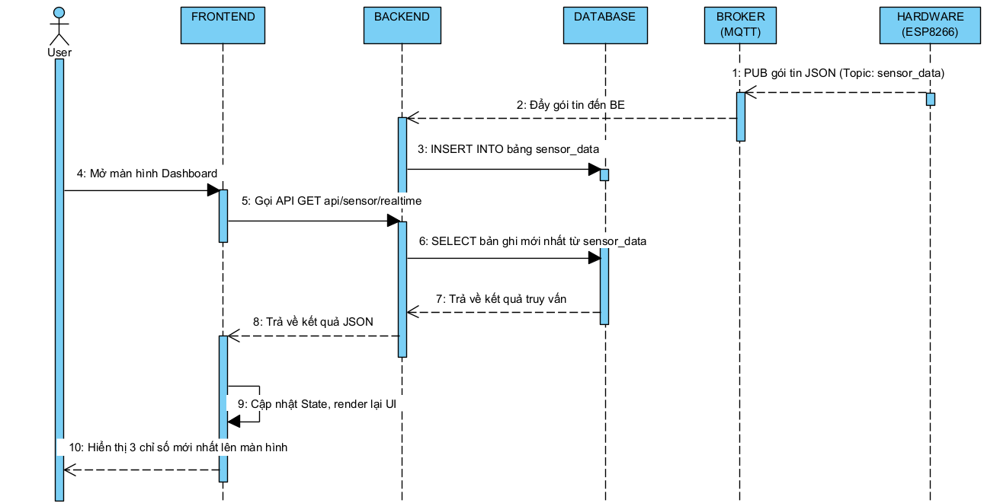 User
FRONTEND
BACKEND
DATABASE
BROKER
(MQTT)
HARDWARE
(ESP8266)
1: PUB gói tin JSON (Topic: sensor_data)
2: Đẩy gói tin đến BE
3: INSERT INTO bảng sensor_data
4: Mở màn hình Dashboard
5: Gọi API GET api/sensor/realtime
6: SELECT bản ghi mới nhất từ sensor_data
7: Trả về kết quả truy vấn
8: Trả về kết quả JSON
9: Cập nhật State, render lại UI
10: Hiển thị 3 chỉ số mới nhất lên màn hình